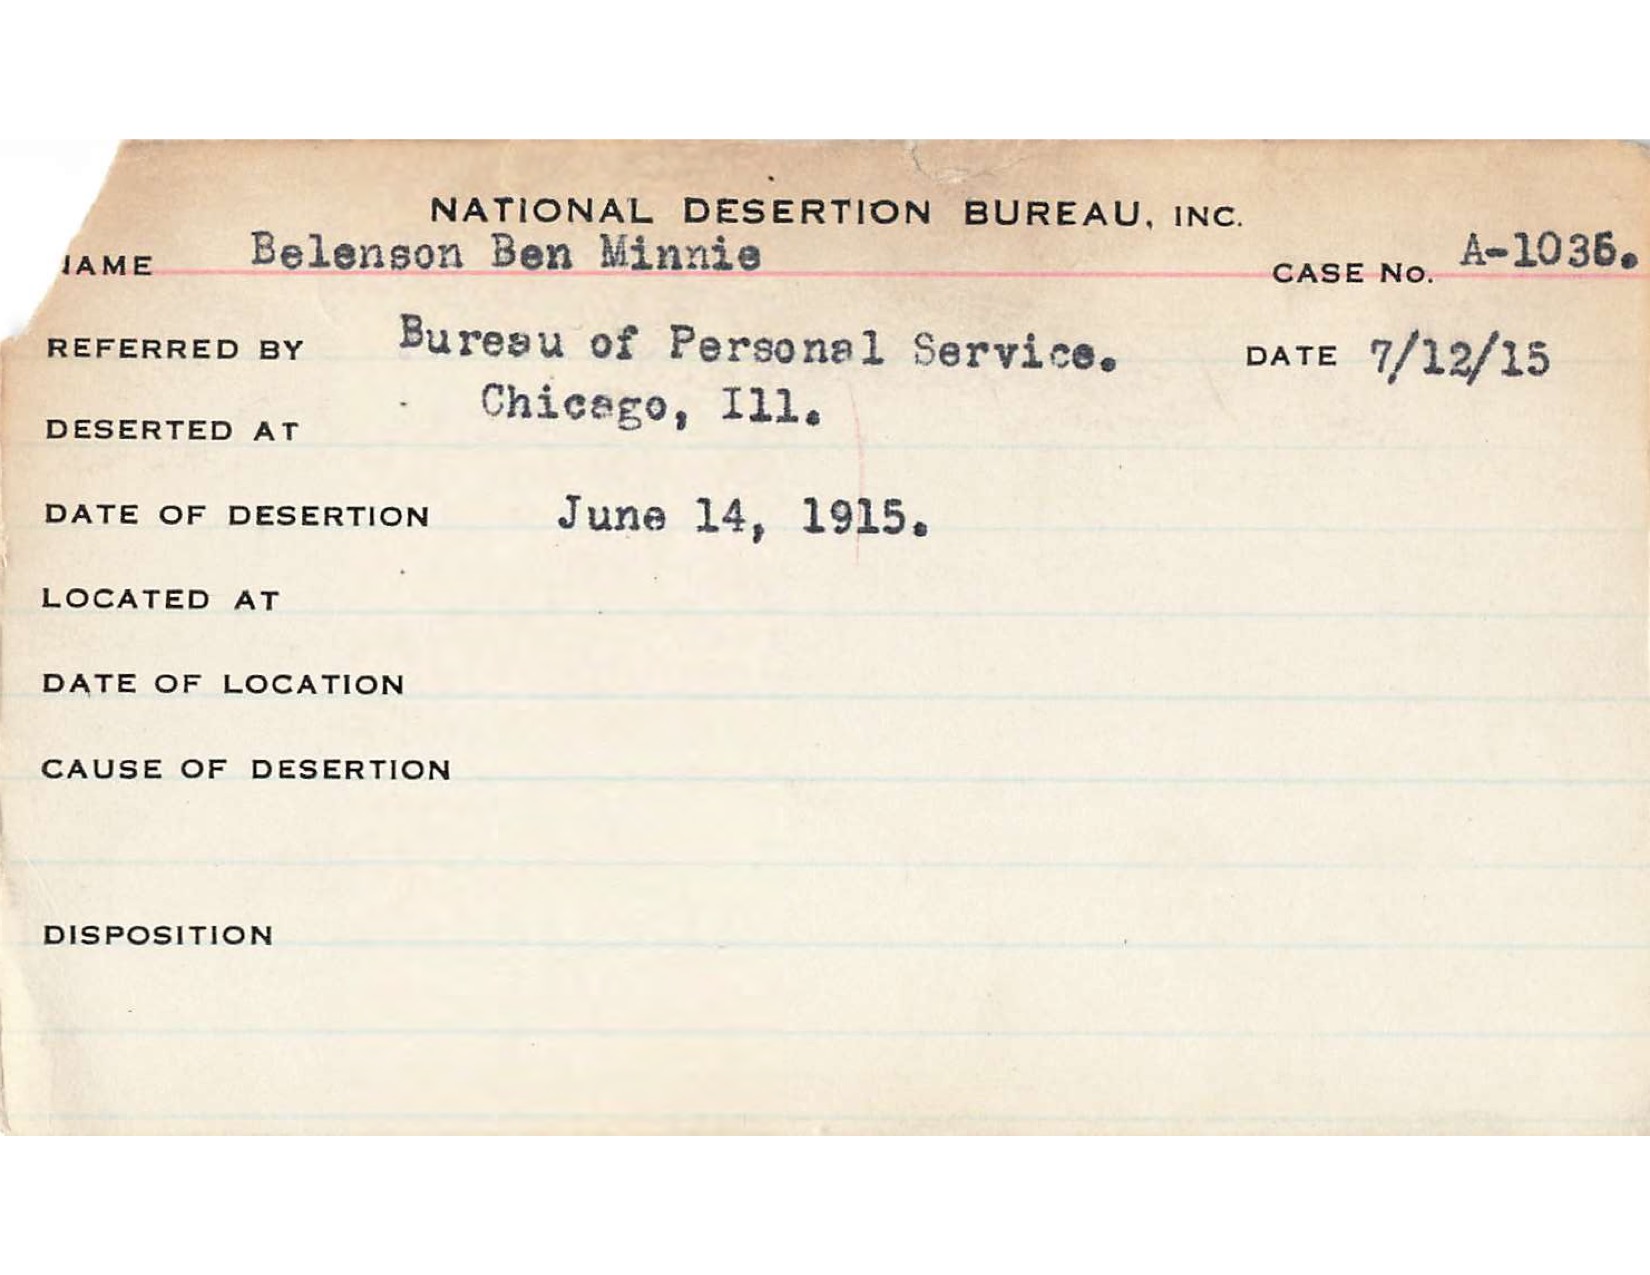 NATIONAL DESERTION BUREAU, INC.
NAME Belenson Ben Minnie CASE No. A-1036.
REFERRED BY Bureau of Personal Service. DATE 7/12/15
DESERTED AT Chicago, Ill.
DATE OF DESERTION June 14, 1915.
LOCATED AT
DATE OF LOCATION
CAUSE OF DESERTION
DISPOSITION